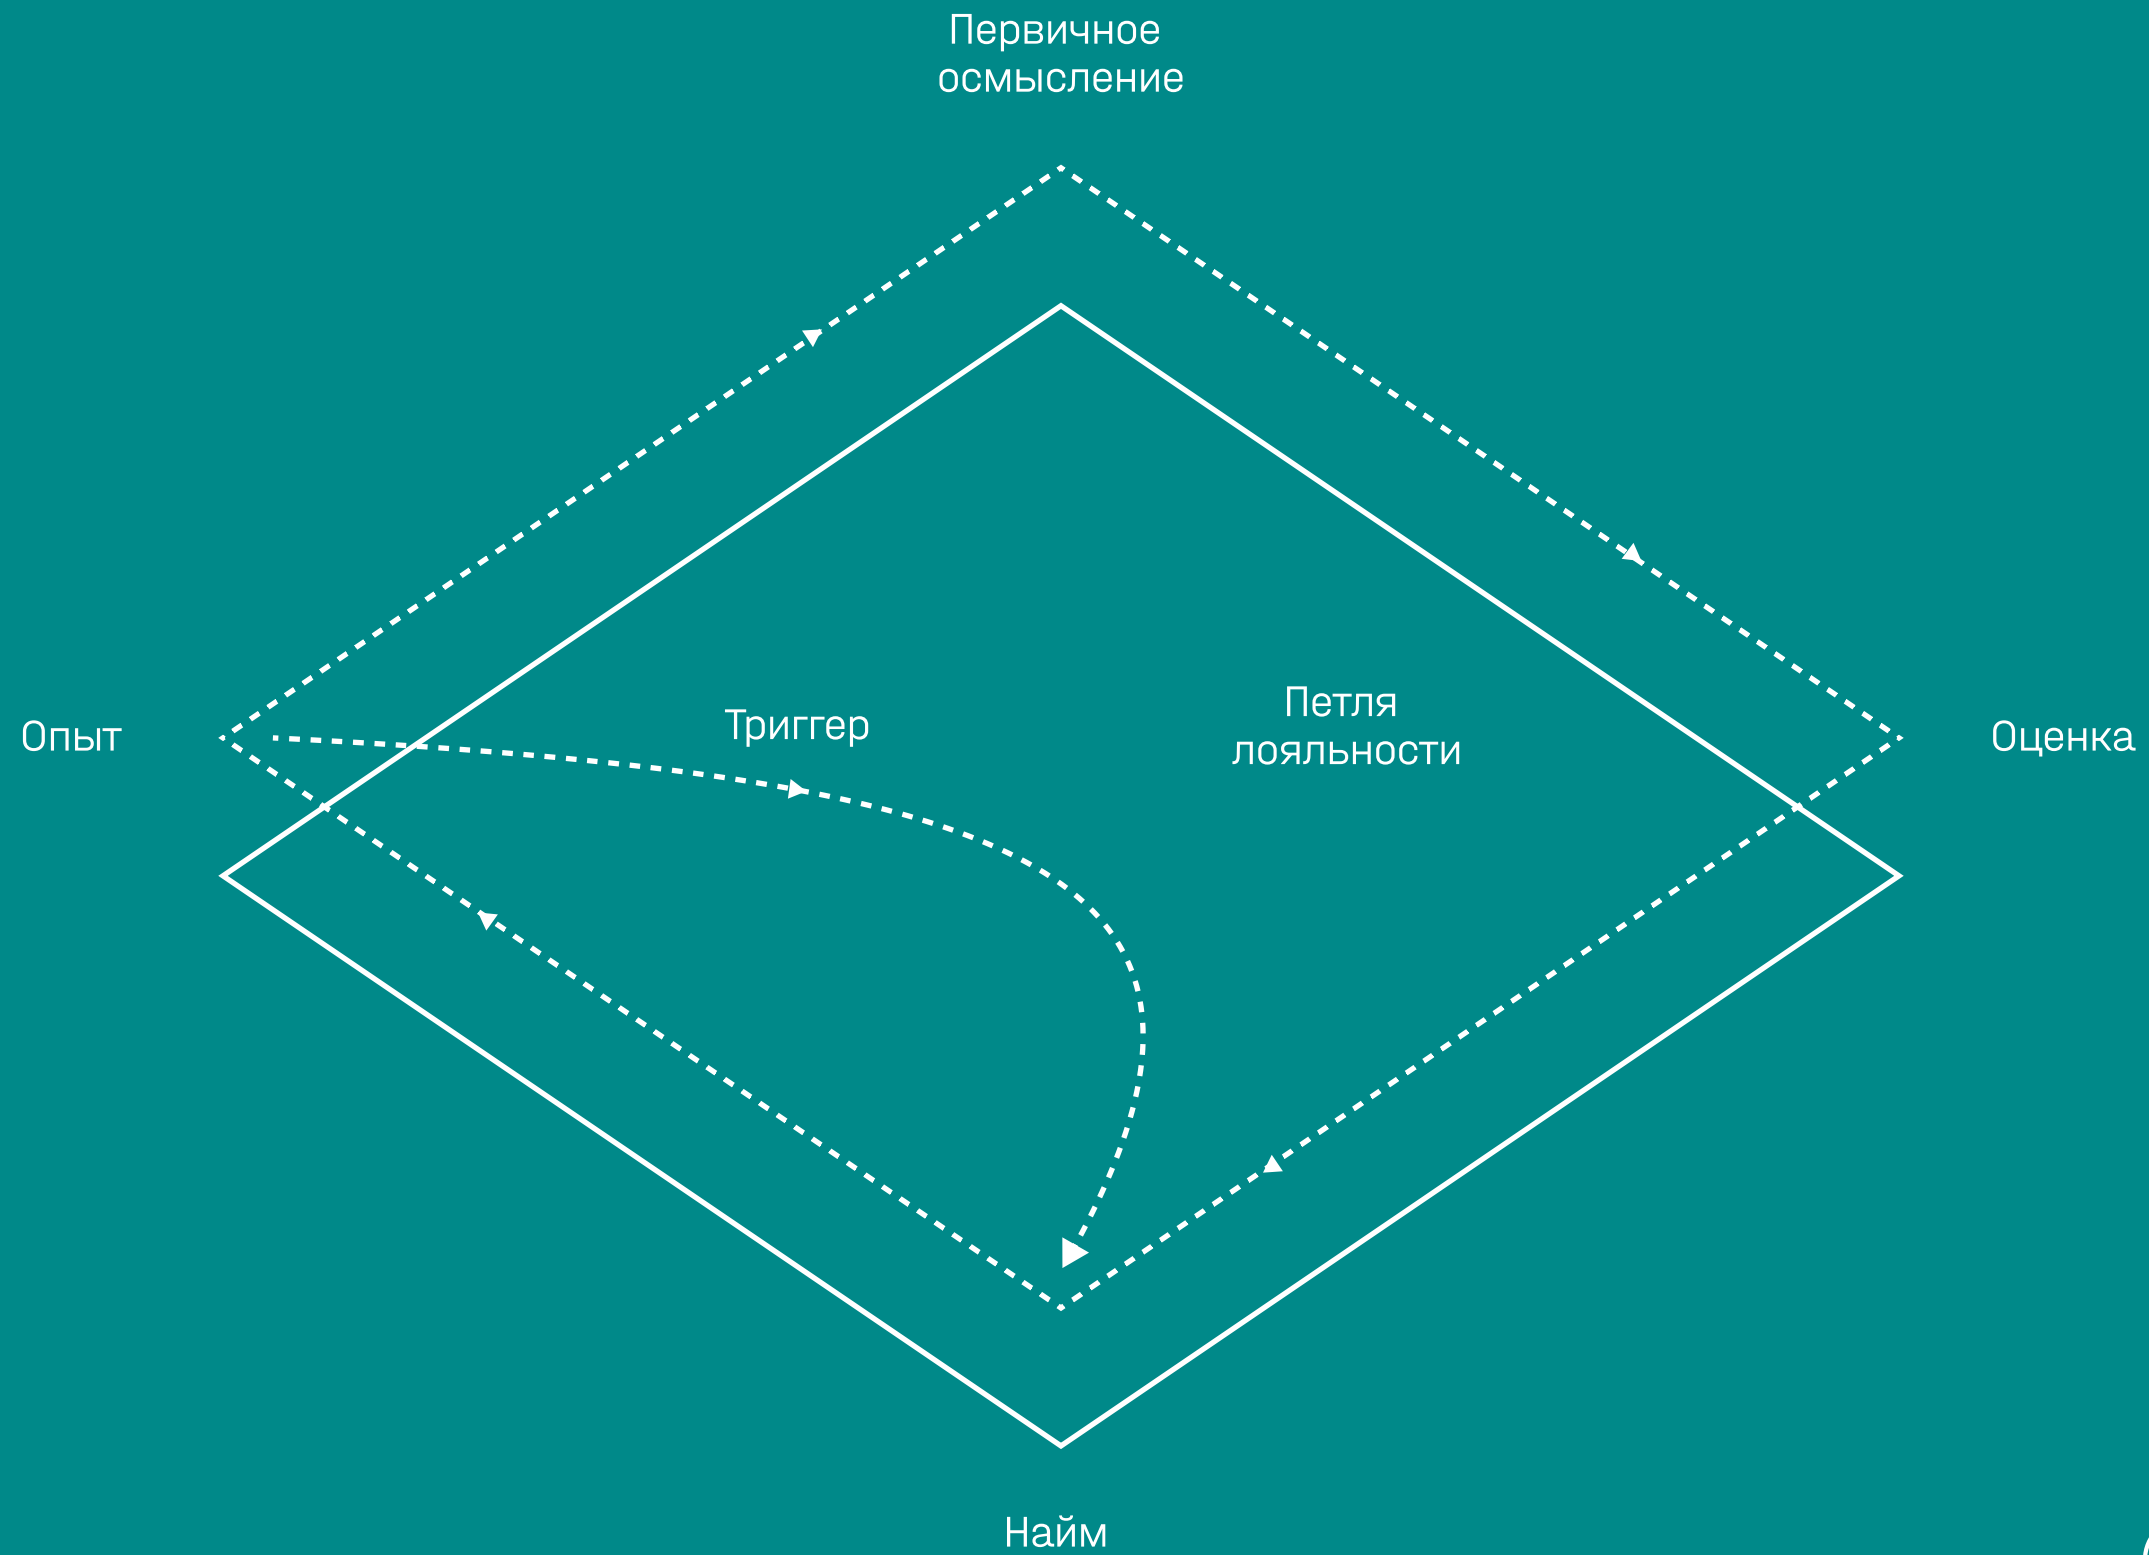 Первичное
осмысление
Опыт
Триггер
Петля
лояльности
Оценка
Найм